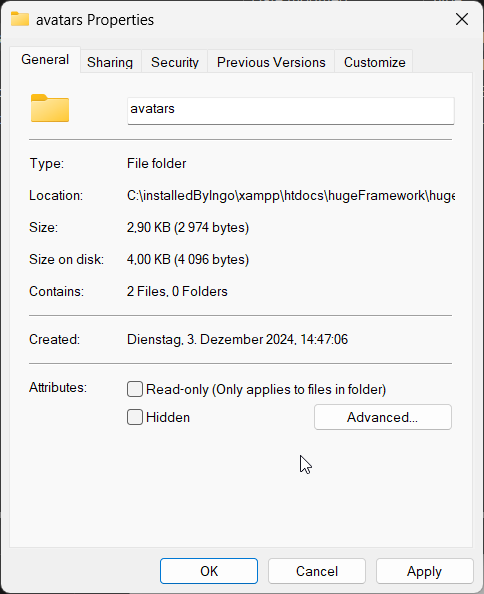 avatars Properties
General Sharing Security Previous Versions Customize
avatars
Type: File folder
Location: C:\installedByIngo\xampp\htdocs\hugeFramework\huge
Size: 2,90 KB (2 974 bytes)
Size on disk: 4,00 KB (4 096 bytes)
Contains: 2 Files, 0 Folders
Created: Dienstag, 3. Dezember 2024, 14:47:06
Attributes: Read-only (Only applies to files in folder)
Hidden Advanced...
OK Cancel Apply